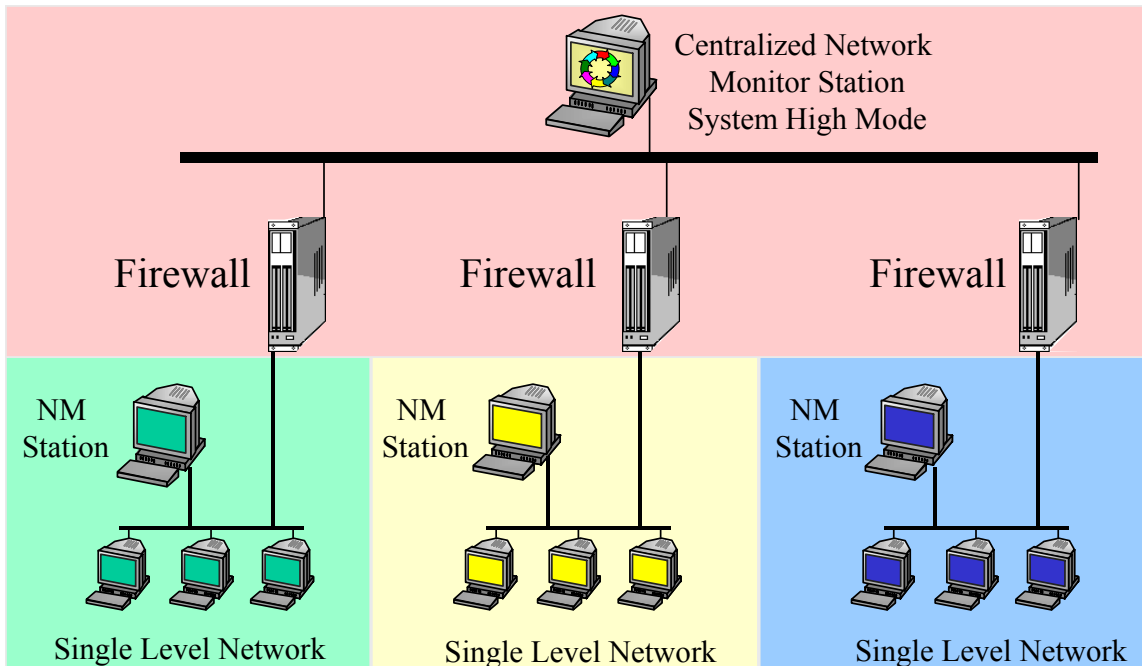 Centralized Network
Monitor Station
System High Mode
Firewall
Firewall
Firewall
NM
Station
NM
Station
NM
Station
Single Level Network
Single Level Network
Single Level Network